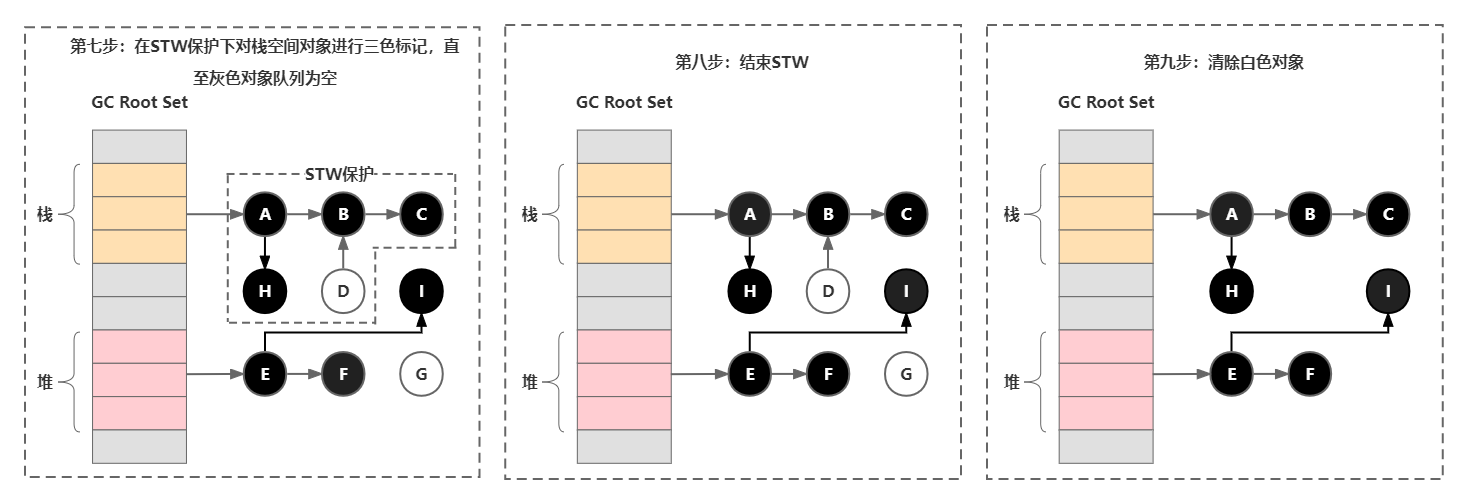 第七步：在STW保护下对栈空间对象进行三色标记，直
至灰色对象队列为空
GC Root Set
STW保护
栈
A
B
C
H
D
I
堆
E
F
G
第八步：结束STW
GC Root Set
栈
A
B
C
H
D
I
堆
E
F
G
第九步：清除白色对象
GC Root Set
栈
A
B
C
H
I
堆
E
F